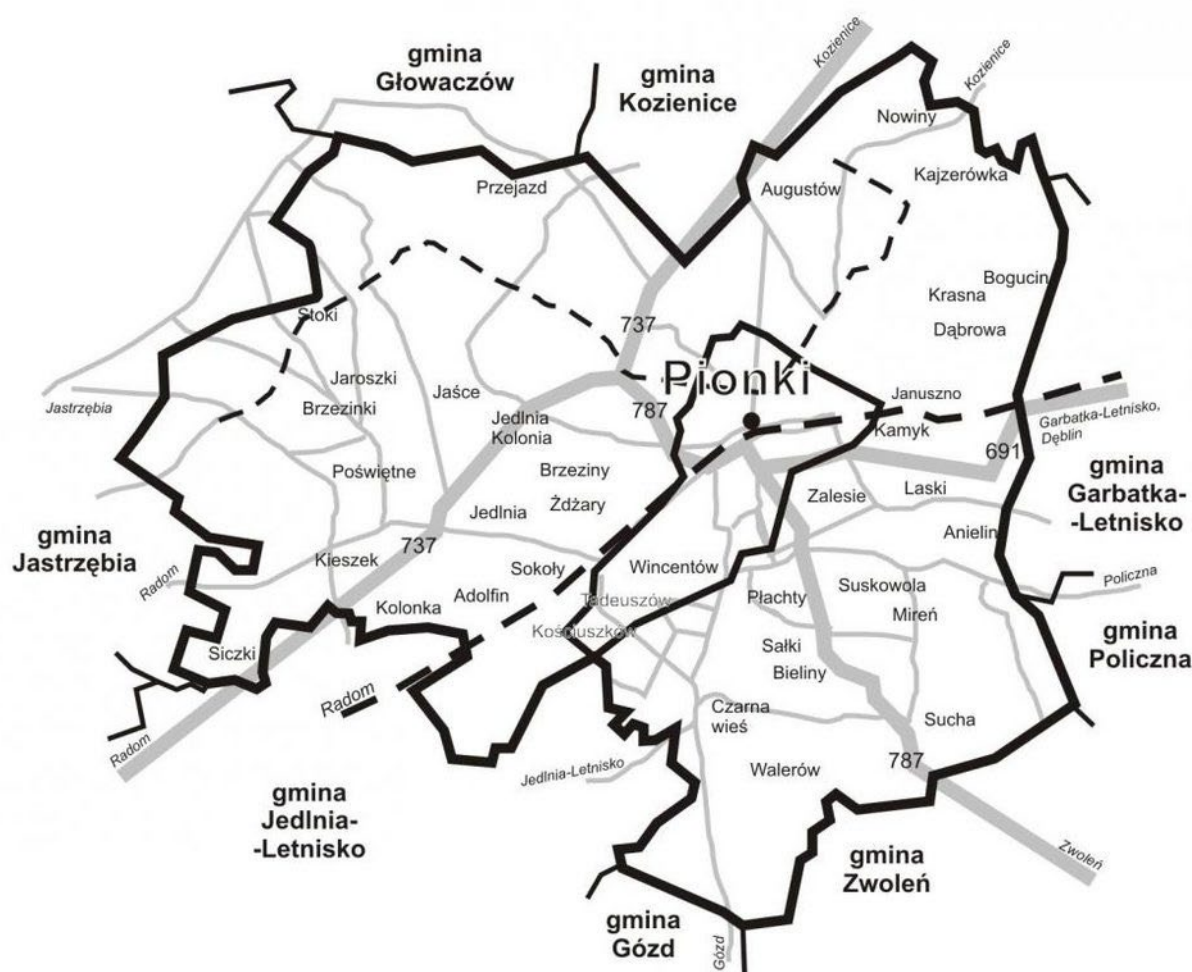 gmina
Głowaczów
gmina
Kozienice
Kozienice
Kozienice
Nowiny
Kajzerówka
Przejazd
Augustów
Bogucin
Krasna
Dąbrowa
Stoki
737
Pionki
Jaroszki
Brzezinki
Jaśce
Jastrzębia
787
Jedlnia
Kolonia
Januszno
Kamyk
Garbatka-Letnisko,
Dęblin
691
gmina
Garbatka-
-Letnisko
Poświętne
Brzeziny
Żdżary
Jedlnia
Zalesie
Laski
Anielin
gmina
Jastrzębia
Radom
Kieszek
737
Sokoły
Wincentów
Adolfin
Kolonka
Tadeuszów
Kościuszków
Płachty
Suskowola
Mireń
Policzna
gmina
Policzna
Siczki
Sałki
Bieliny
Radom
Radom
Czarna
wieś
Sucha
Jedlnia-Letnisko
Walerów
787
gmina
Jedlnia-
-Letnisko
gmina
Zwoleń
Zwoleń
gmina
Gózd
Gózd